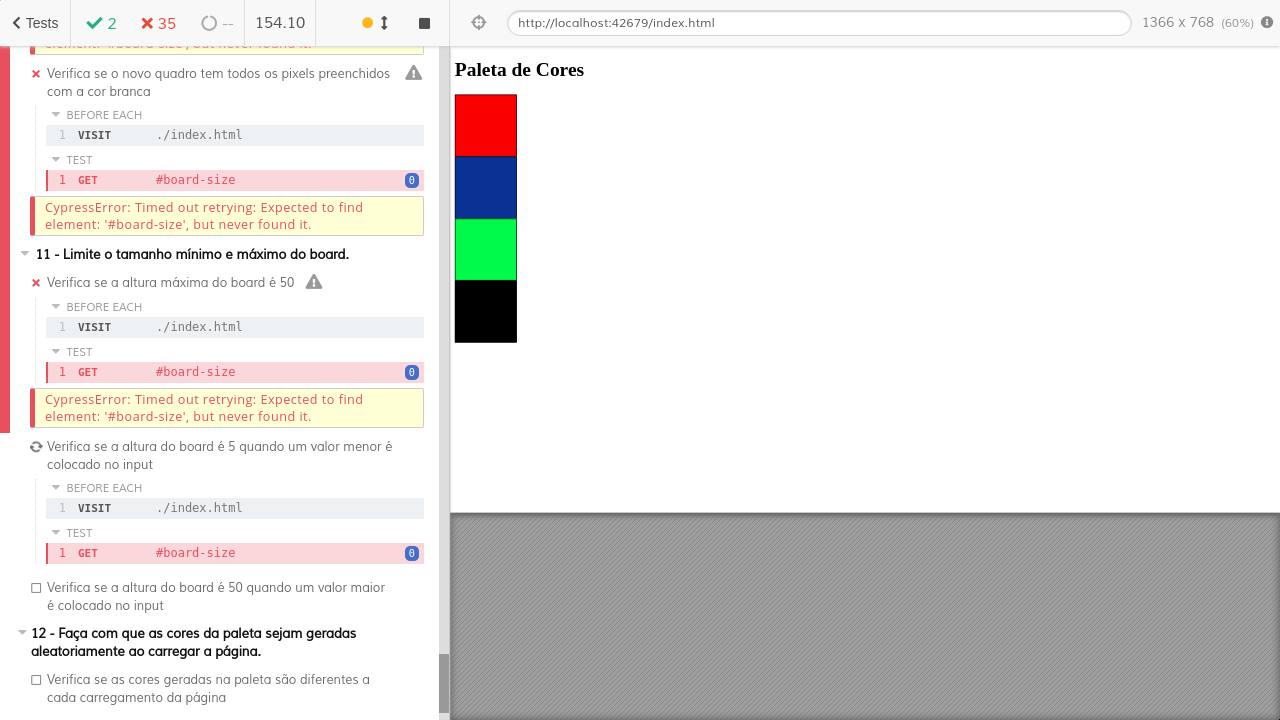 Tests 2 35 -- 154.10
http://localhost:42679/index.html 1366 x 768 (60%)
element: '#board-size', but never found it.
Verifica se o novo quadro tem todos os pixels preenchidos
com a cor branca
BEFORE EACH
1 VISIT ./index.html
TEST
1 GET #board-size 0
CypressError: Timed out retrying: Expected to find
element: '#board-size', but never found it.
11 - Limite o tamanho mínimo e máximo do board.
Verifica se a altura máxima do board é 50
BEFORE EACH
1 VISIT ./index.html
TEST
1 GET #board-size 0
CypressError: Timed out retrying: Expected to find
element: '#board-size', but never found it.
Verifica se a altura do board é 5 quando um valor menor é
colocado no input
BEFORE EACH
1 VISIT ./index.html
TEST
1 GET #board-size 0
Verifica se a altura do board é 50 quando um valor maior
é colocado no input
12 - Faça com que as cores da paleta sejam geradas
aleatoriamente ao carregar a página.
Verifica se as cores geradas na paleta são diferentes a
cada carregamento da página
Paleta de Cores